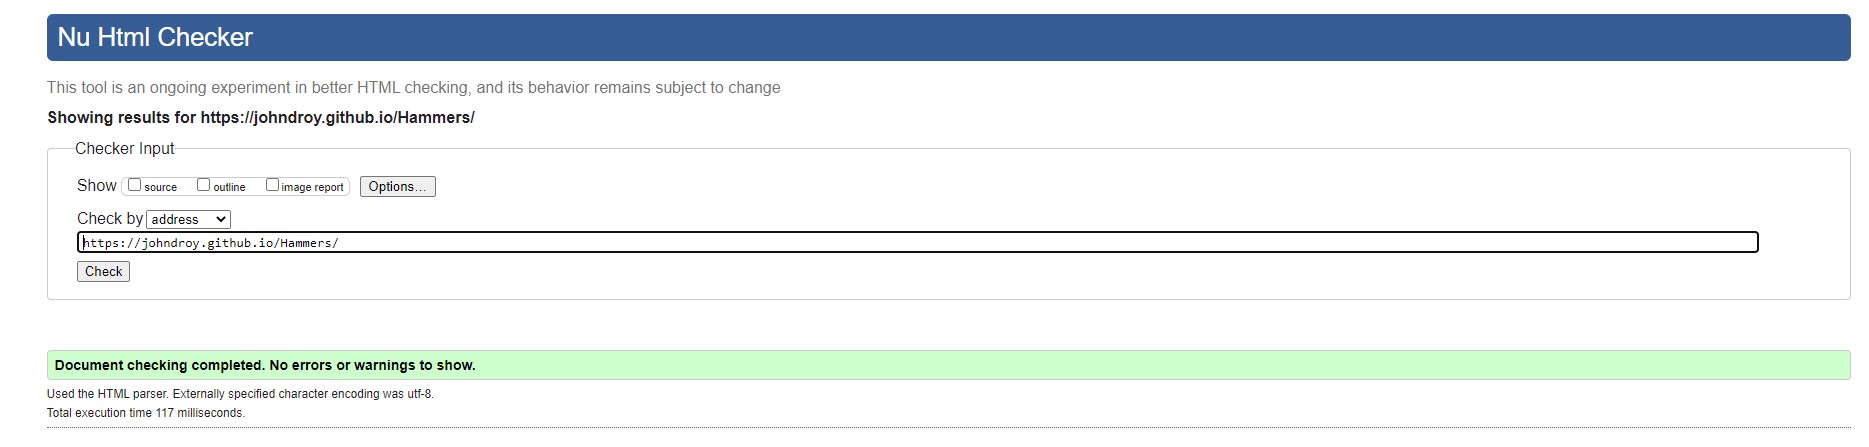 Nu Html Checker
This tool is an ongoing experiment in better HTML checking, and its behavior remains subject to change
Showing results for https://johndroy.github.io/Hammers/
Checker Input
Show source outline image report Options...
Check by address
https://johndroy.github.io/Hammers/
Check
Document checking completed. No errors or warnings to show.
Used the HTML parser. Externally specified character encoding was utf-8.
Total execution time 117 milliseconds.